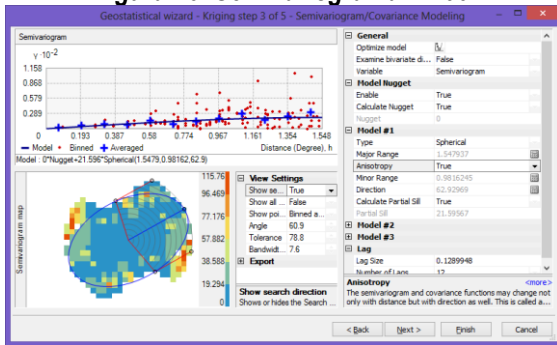 Geostatistical wizard - Kriging step 3 of 5 - Semivariogram/Covariance Modeling
Semivariogram
γ ·10⁻²
1.158
0.868
0.579
0.289
0 0.193 0.387 0.58 0.774 0.967 1.161 1.354 1.548
Model Binned Averaged Distance (Degree), h
Model : 0*Nugget+21.596*Spherical(1.5479,0.98162,62.9)
Semivariogram map
115.76
96.469
77.176
57.882
38.588
19.294
0
View Settings
Show se... True
Show all ... False
Show poi... Binned a...
Angle 60.9
Tolerance 78.8
Bandwidt... 7.6
Export
Show search direction
Shows or hides the Search ...
General
Optimize model
Examine bivariate di... False
Variable Semivariogram
Model Nugget
Enable True
Calculate Nugget True
Nugget 0
Model #1
Type Spherical
Major Range 1.547937
Anisotropy True
Minor Range 0.9816245
Direction 62.92969
Calculate Partial Sill True
Partial Sill 21.59567
Model #2
Model #3
Lag
Lag Size 0.1289948
Number of Lags 12
Anisotropy <more>
The semivariogram and covariance functions may change not
only with distance but with direction as well. This is called a...
< Back Next > Finish Cancel